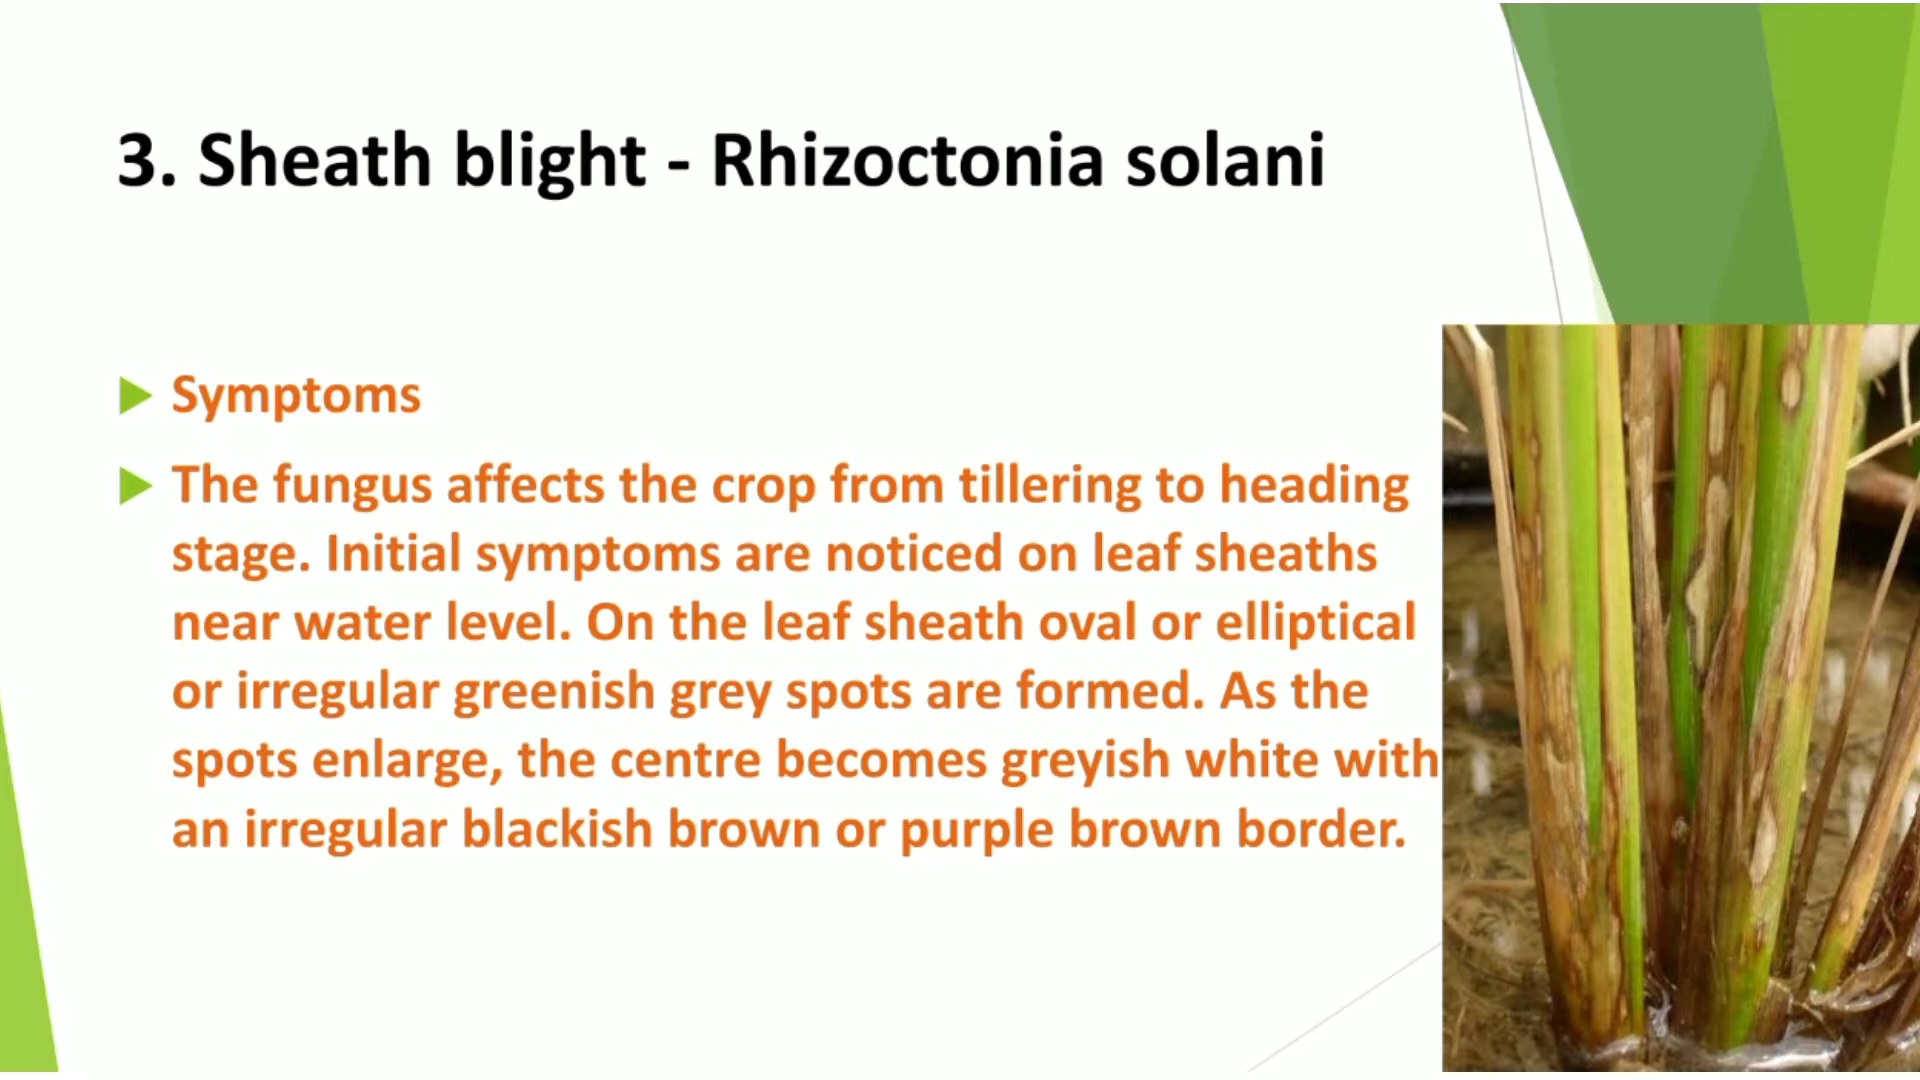 3. Sheath blight - Rhizoctonia solani
Symptoms
The fungus affects the crop from tillering to heading
stage. Initial symptoms are noticed on leaf sheaths
near water level. On the leaf sheath oval or elliptical
or irregular greenish grey spots are formed. As the
spots enlarge, the centre becomes greyish white with
an irregular blackish brown or purple brown border.